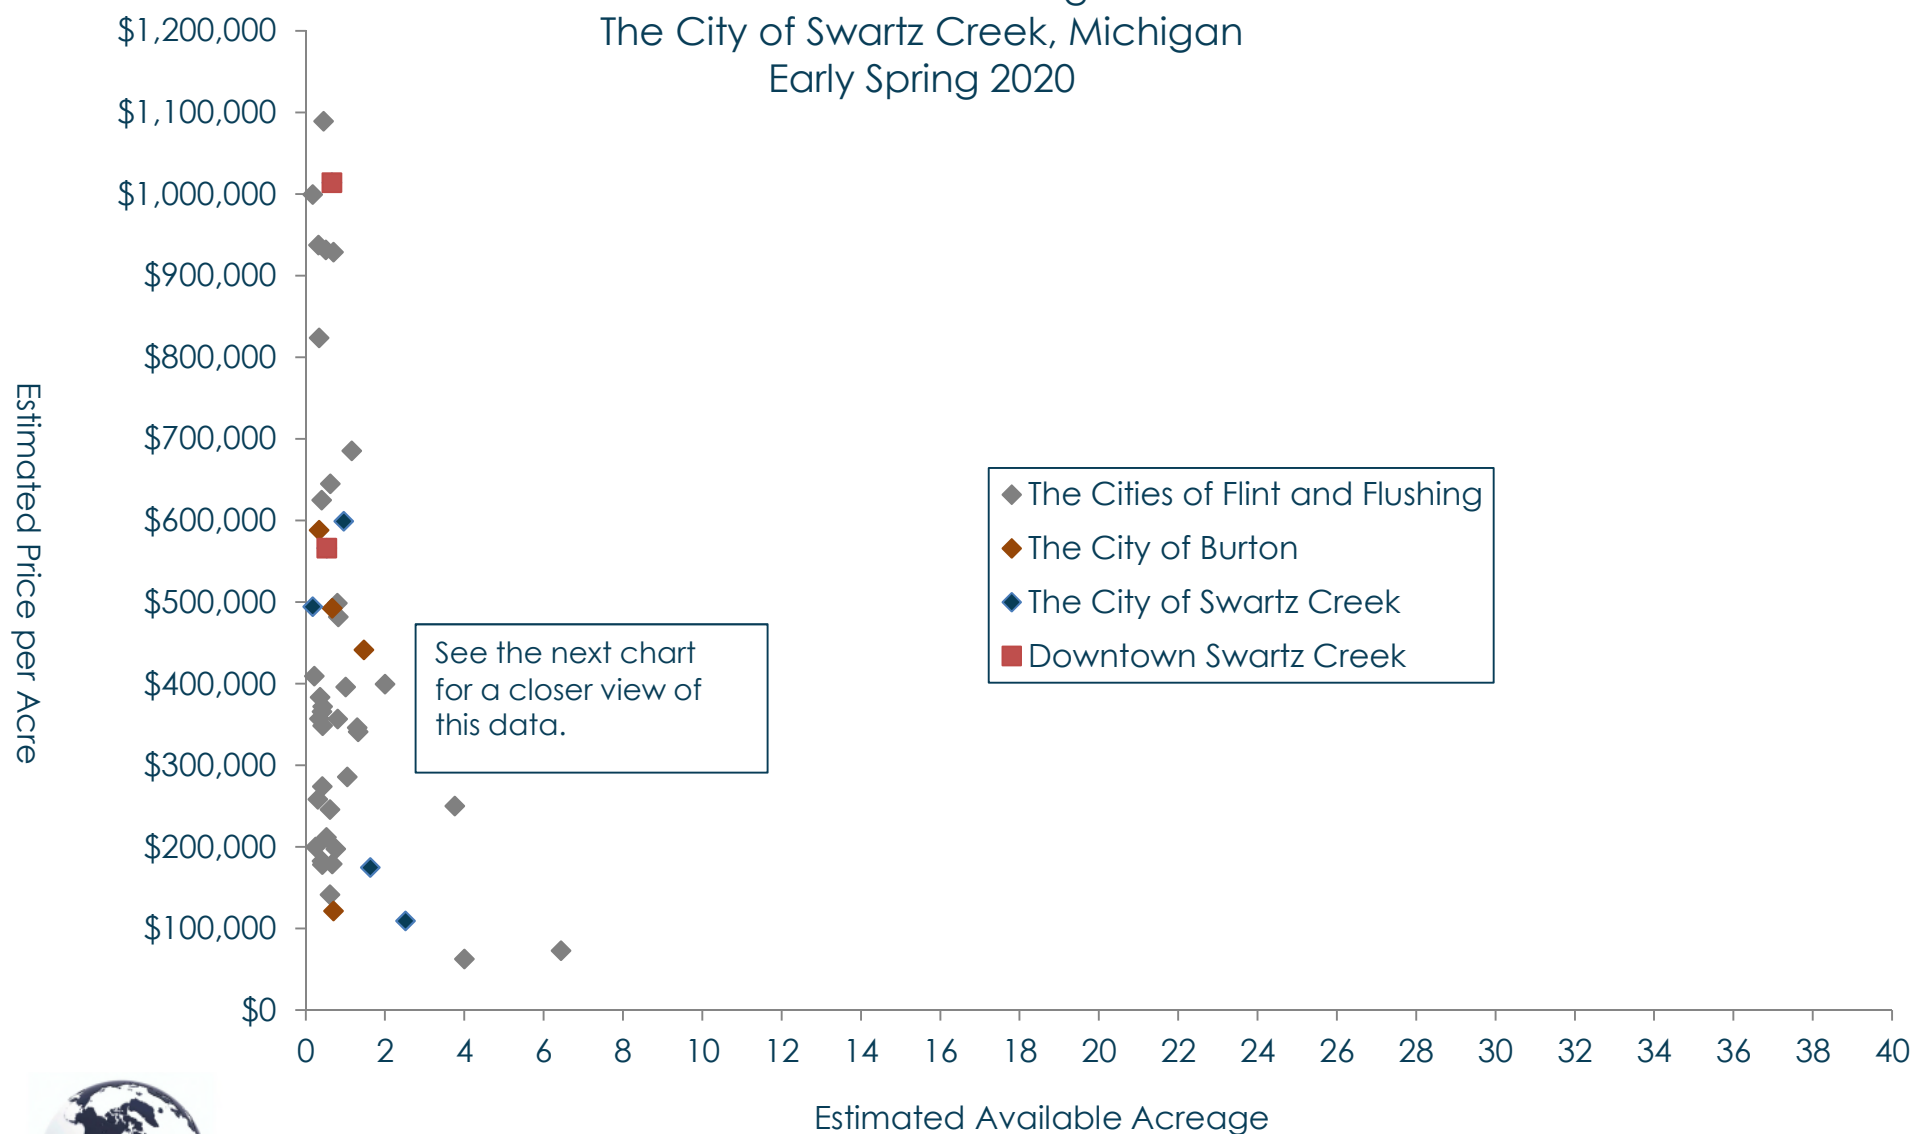 The City of Swartz Creek, Michigan
Early Spring 2020
$1,200,000
$1,100,000
$1,000,000
$900,000
$800,000
$700,000
$600,000
$500,000
$400,000
$300,000
$200,000
$100,000
$0
Estimated Price per Acre
The Cities of Flint and Flushing
The City of Burton
The City of Swartz Creek
Downtown Swartz Creek
See the next chart
for a closer view of
this data.
0 2 4 6 8 10 12 14 16 18 20 22 24 26 28 30 32 34 36 38 40
Estimated Available Acreage